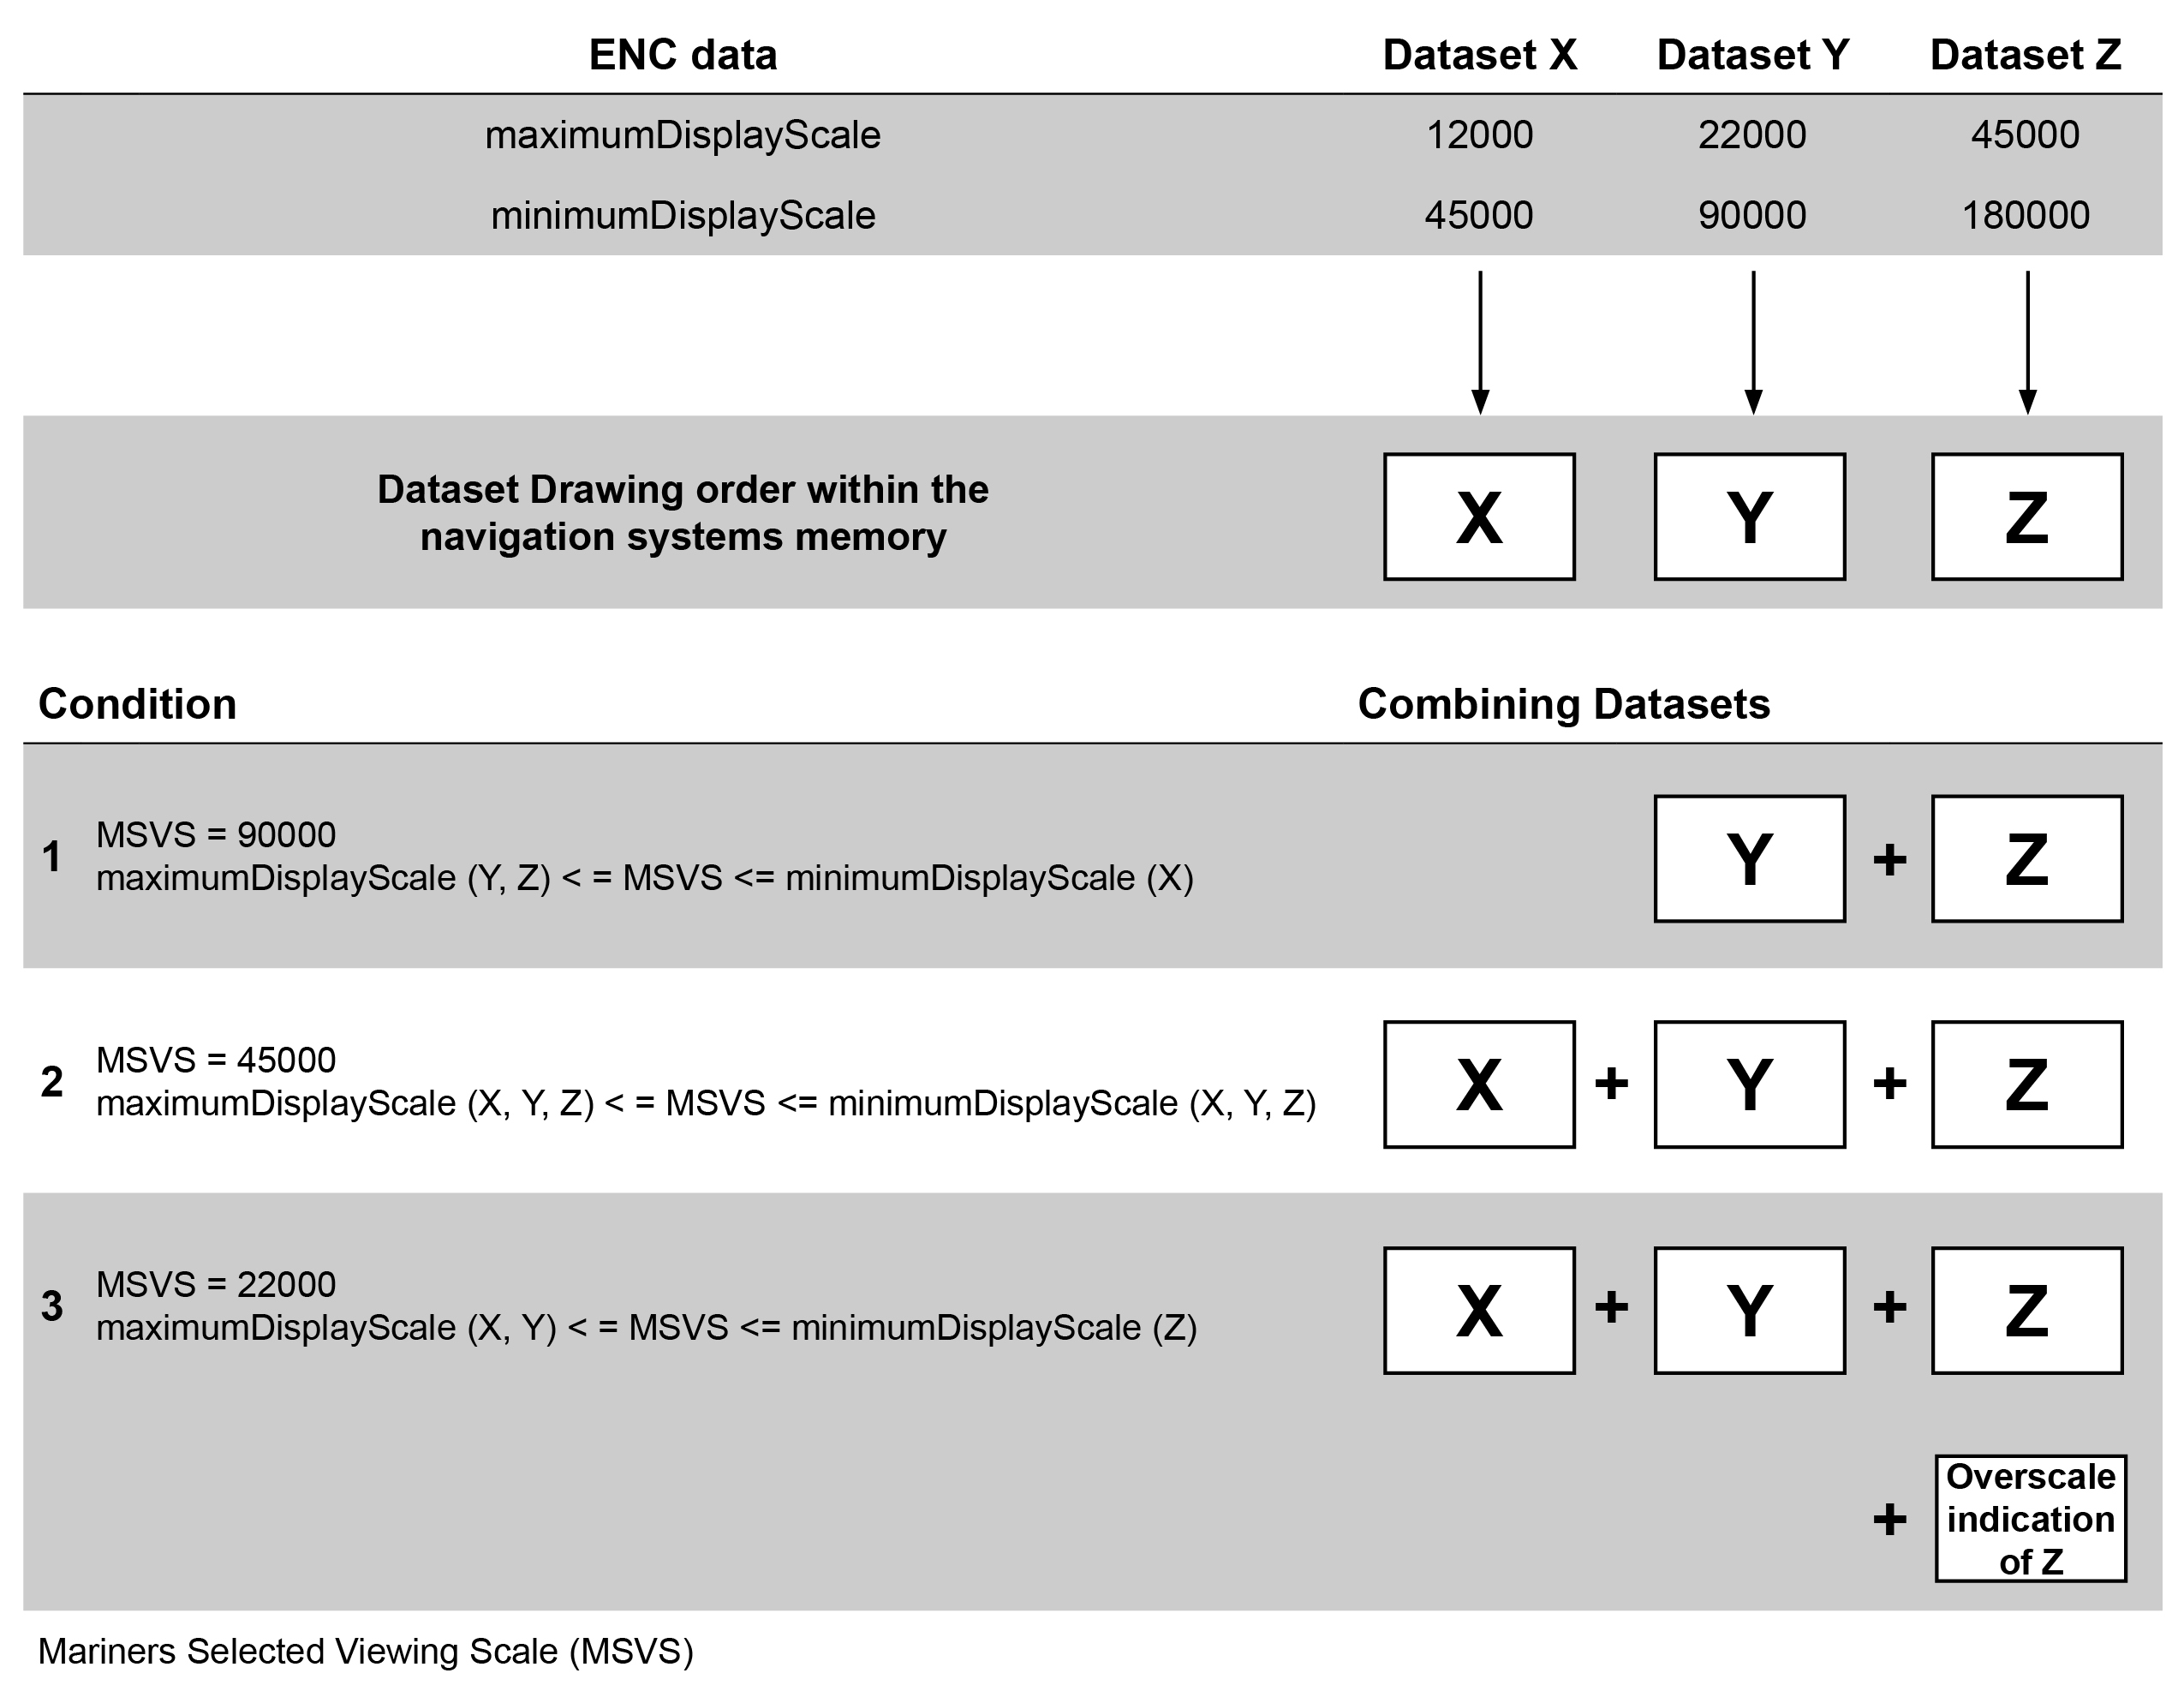 ENC data Dataset X Dataset Y Dataset Z
maximumDisplayScale 12000 22000 45000
minimumDisplayScale 45000 90000 180000
Dataset Drawing order within the
navigation systems memory
X Y Z
Condition Combining Datasets
1 MSVS = 90000
maximumDisplayScale (Y, Z) < = MSVS <= minimumDisplayScale (X)
Y + Z
2 MSVS = 45000
maximumDisplayScale (X, Y, Z) < = MSVS <= minimumDisplayScale (X, Y, Z)
X + Y + Z
3 MSVS = 22000
maximumDisplayScale (X, Y) < = MSVS <= minimumDisplayScale (Z)
X + Y + Z
+ Overscale
indication
of Z
Mariners Selected Viewing Scale (MSVS)